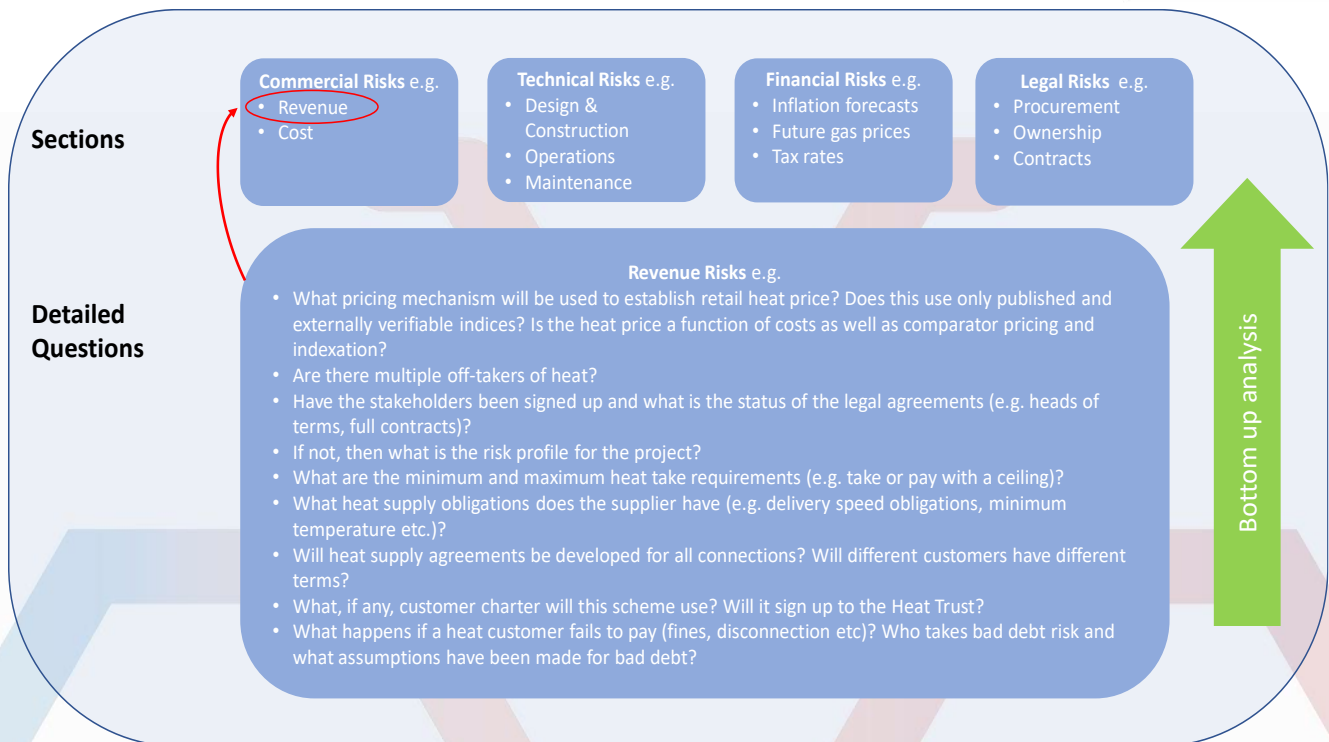 Sections
Commercial Risks e.g.
• Revenue
• Cost
Technical Risks e.g.
• Design &
Construction
• Operations
• Maintenance
Financial Risks e.g.
• Inflation forecasts
• Future gas prices
• Tax rates
Legal Risks e.g.
• Procurement
• Ownership
• Contracts
Detailed
Questions
Revenue Risks e.g.
• What pricing mechanism will be used to establish retail heat price? Does this use only published and
externally verifiable indices? Is the heat price a function of costs as well as comparator pricing and
indexation?
• Are there multiple off-takers of heat?
• Have the stakeholders been signed up and what is the status of the legal agreements (e.g. heads of
terms, full contracts)?
• If not, then what is the risk profile for the project?
• What are the minimum and maximum heat take requirements (e.g. take or pay with a ceiling)?
• What heat supply obligations does the supplier have (e.g. delivery speed obligations, minimum
temperature etc.)?
• Will heat supply agreements be developed for all connections? Will different customers have different
terms?
• What, if any, customer charter will this scheme use? Will it sign up to the Heat Trust?
• What happens if a heat customer fails to pay (fines, disconnection etc)? Who takes bad debt risk and
what assumptions have been made for bad debt?
Bottom up analysis